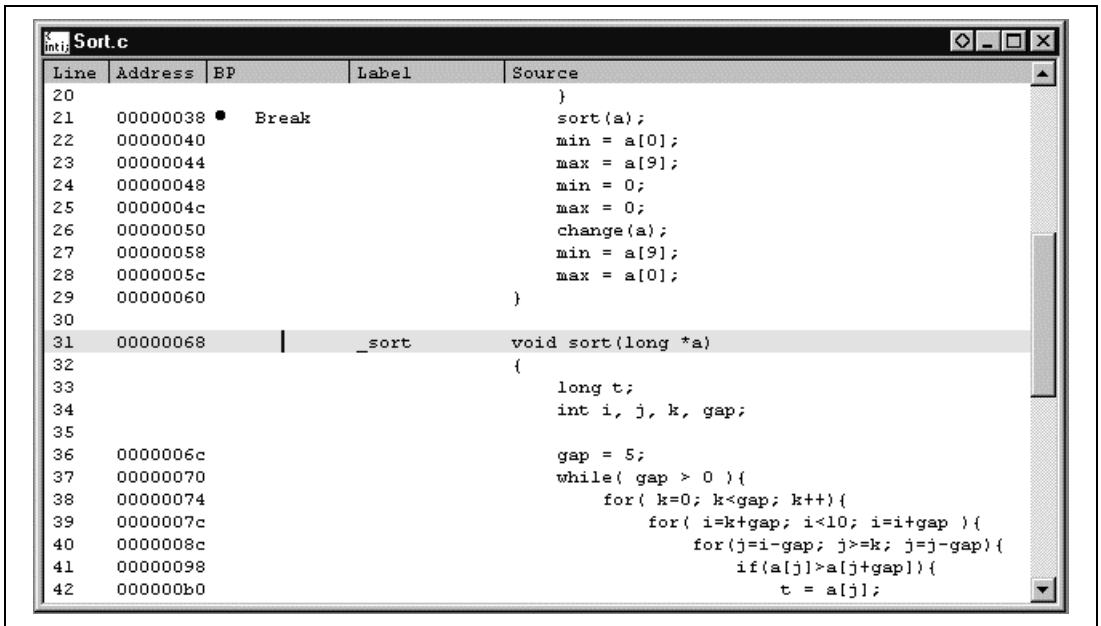 Sort.c
Line Address BP Label Source
20 }
21 00000038 ● Break sort(a);
22 00000040 min = a[0];
23 00000044 max = a[9];
24 00000048 min = 0;
25 0000004c max = 0;
26 00000050 change(a);
27 00000058 min = a[9];
28 0000005c max = a[0];
29 00000060 }
30
31 00000068 _sort void sort(long *a)
32 {
33 long t;
34 int i, j, k, gap;
35
36 0000006c gap = 5;
37 00000070 while( gap > 0 ){
38 00000074 for( k=0; k<gap; k++){
39 0000007c for( i=k+gap; i<10; i=i+gap ){
40 0000008c for(j=i-gap; j>=k; j=j-gap){
41 00000098 if(a[j]>a[j+gap]){
42 000000b0 t = a[j];